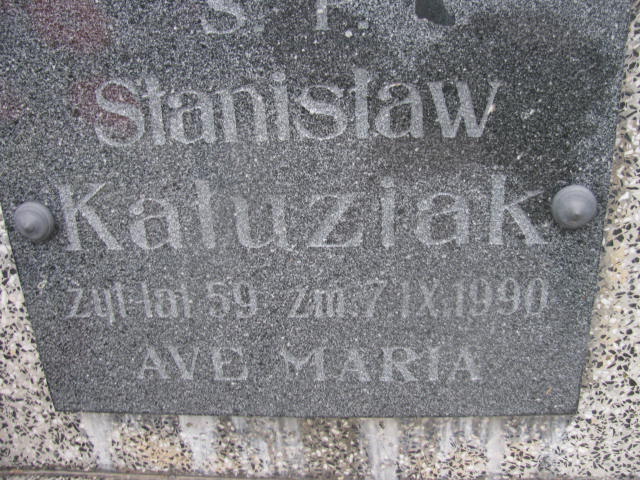 Ś. P.
Stanisław
Kałuziak
żył lat 59 zm. 7.IX.1990
AVE MARIA